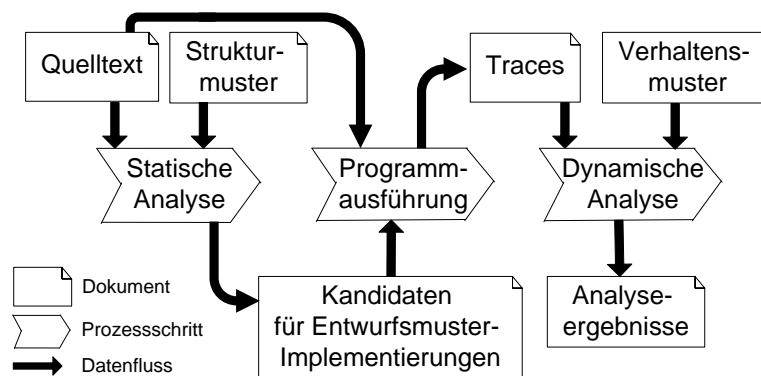 Quelltext
Struktur-
muster
Traces
Verhaltens-
muster
Statische
Analyse
Programm-
ausführung
Dynamische
Analyse
Kandidaten
für Entwurfsmuster-
Implementierungen
Analyse-
ergebnisse
Dokument
Prozessschritt
Datenfluss